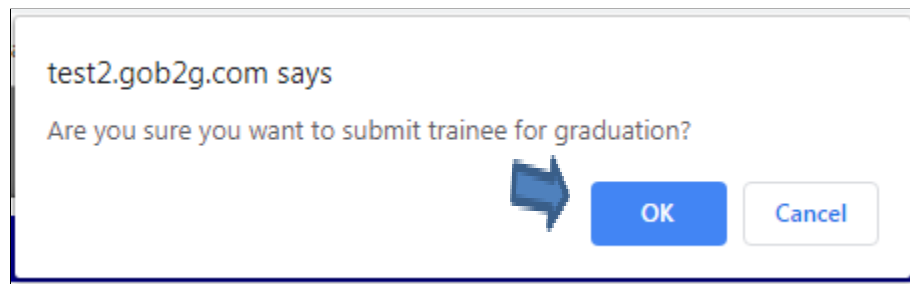 test2.gob2g.com says
Are you sure you want to submit trainee for graduation?
OK Cancel